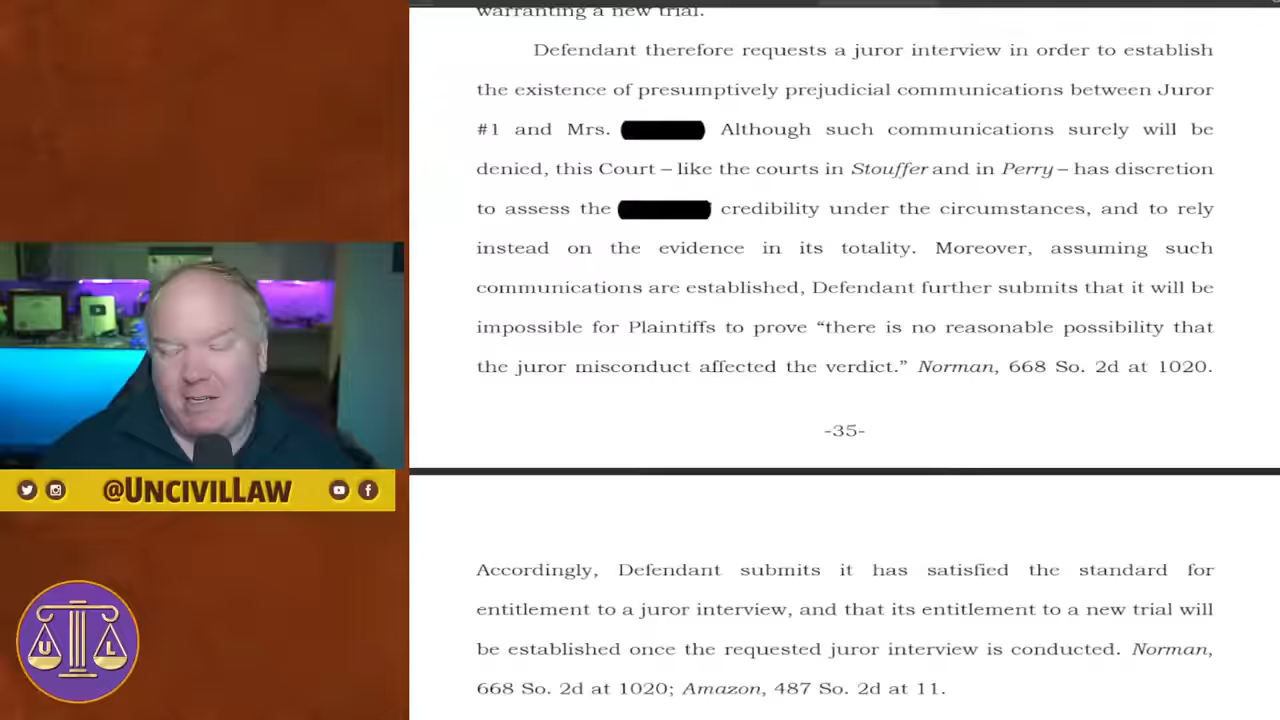 warranting a new trial.
Defendant therefore requests a juror interview in order to establish
the existence of presumptively prejudicial communications between Juror
#1 and Mrs. Although such communications surely will be
denied, this Court – like the courts in Stouffer and in Perry – has discretion
to assess the credibility under the circumstances, and to rely
instead on the evidence in its totality. Moreover, assuming such
communications are established, Defendant further submits that it will be
impossible for Plaintiffs to prove “there is no reasonable possibility that
the juror misconduct affected the verdict.” Norman, 668 So. 2d at 1020.
-35-
Accordingly, Defendant submits it has satisfied the standard for
entitlement to a juror interview, and that its entitlement to a new trial will
be established once the requested juror interview is conducted. Norman,
668 So. 2d at 1020; Amazon, 487 So. 2d at 11.
@UNCIVILLAW
U L